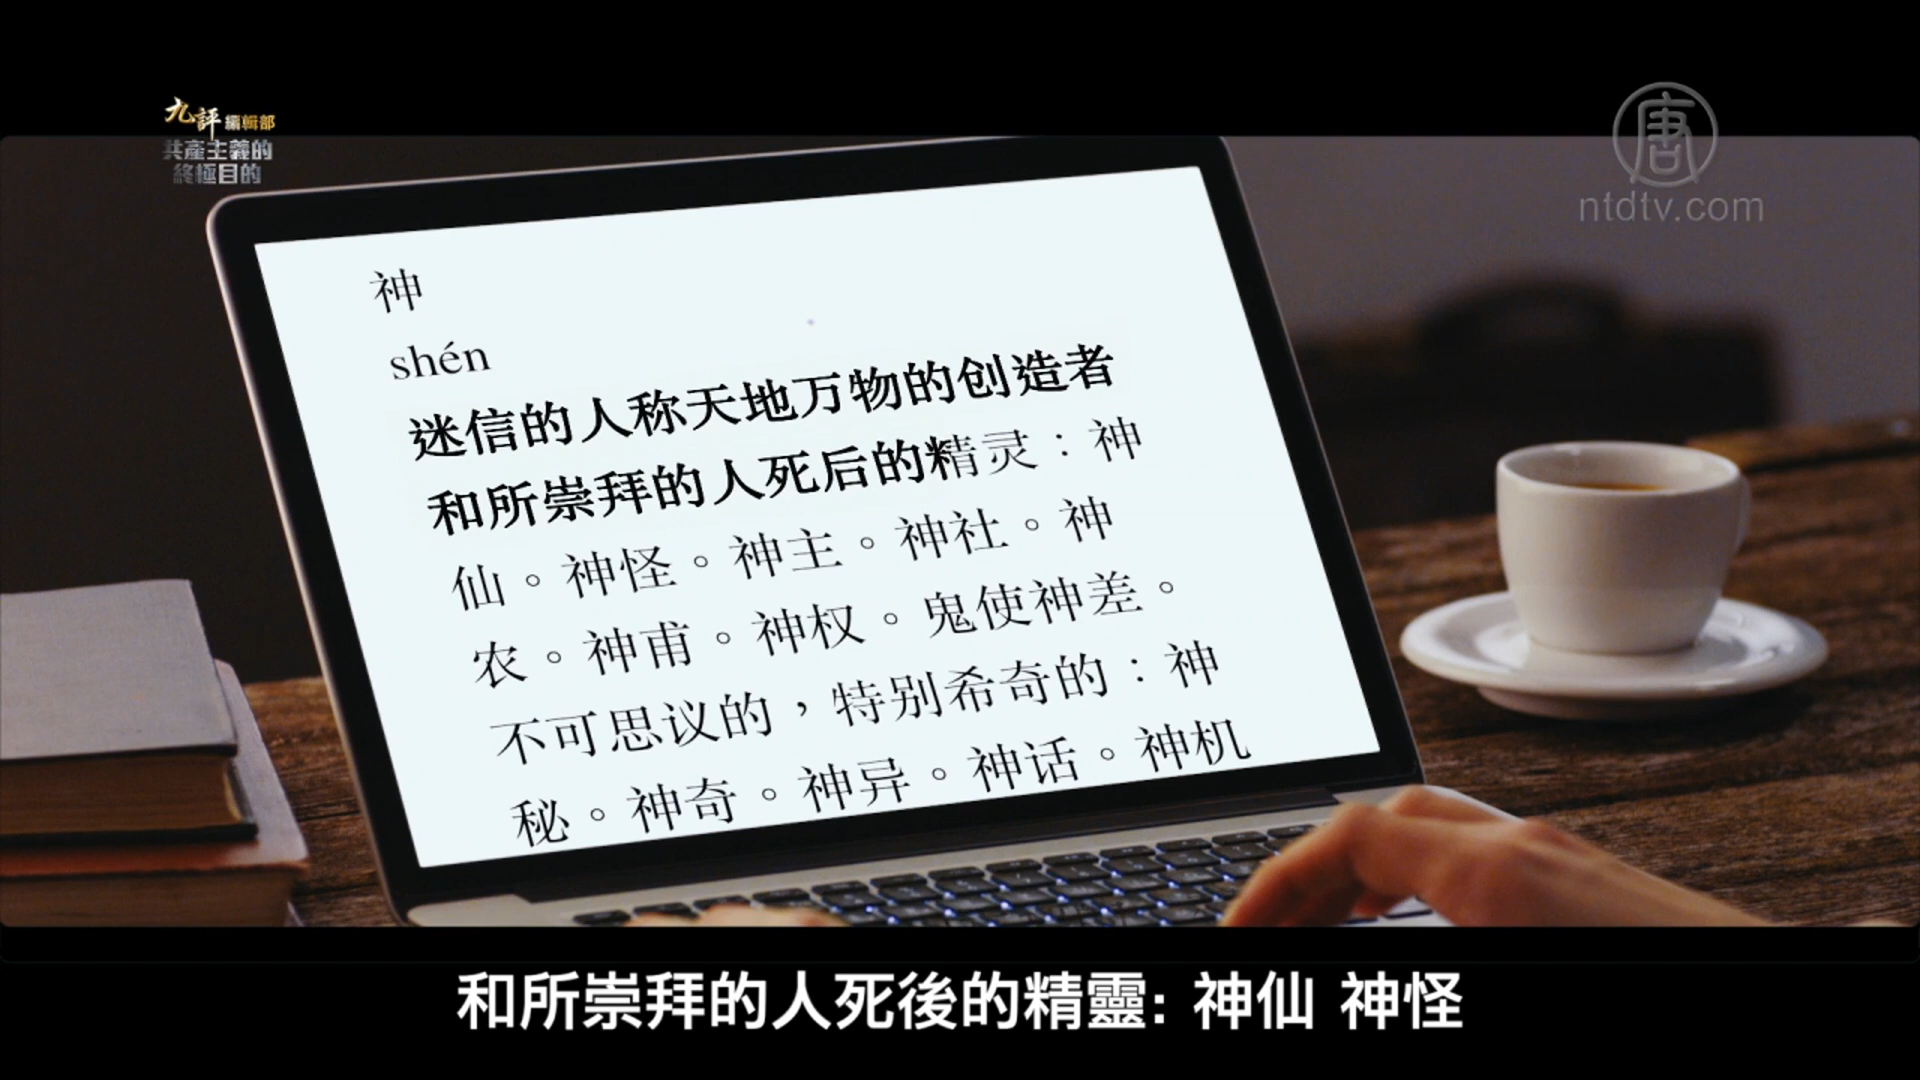 九評編輯部
共產主義的
終極目的
唐
ntdtv.com
神
shén
迷信的人称天地万物的创造者
和所崇拜的人死后的精灵：神
仙。神怪。神主。神社。神
农。神甫。神权。鬼使神差。
不可思议的，特别希奇的：神
秘。神奇。神异。神话。神机
和所崇拜的人死後的精靈: 神仙 神怪